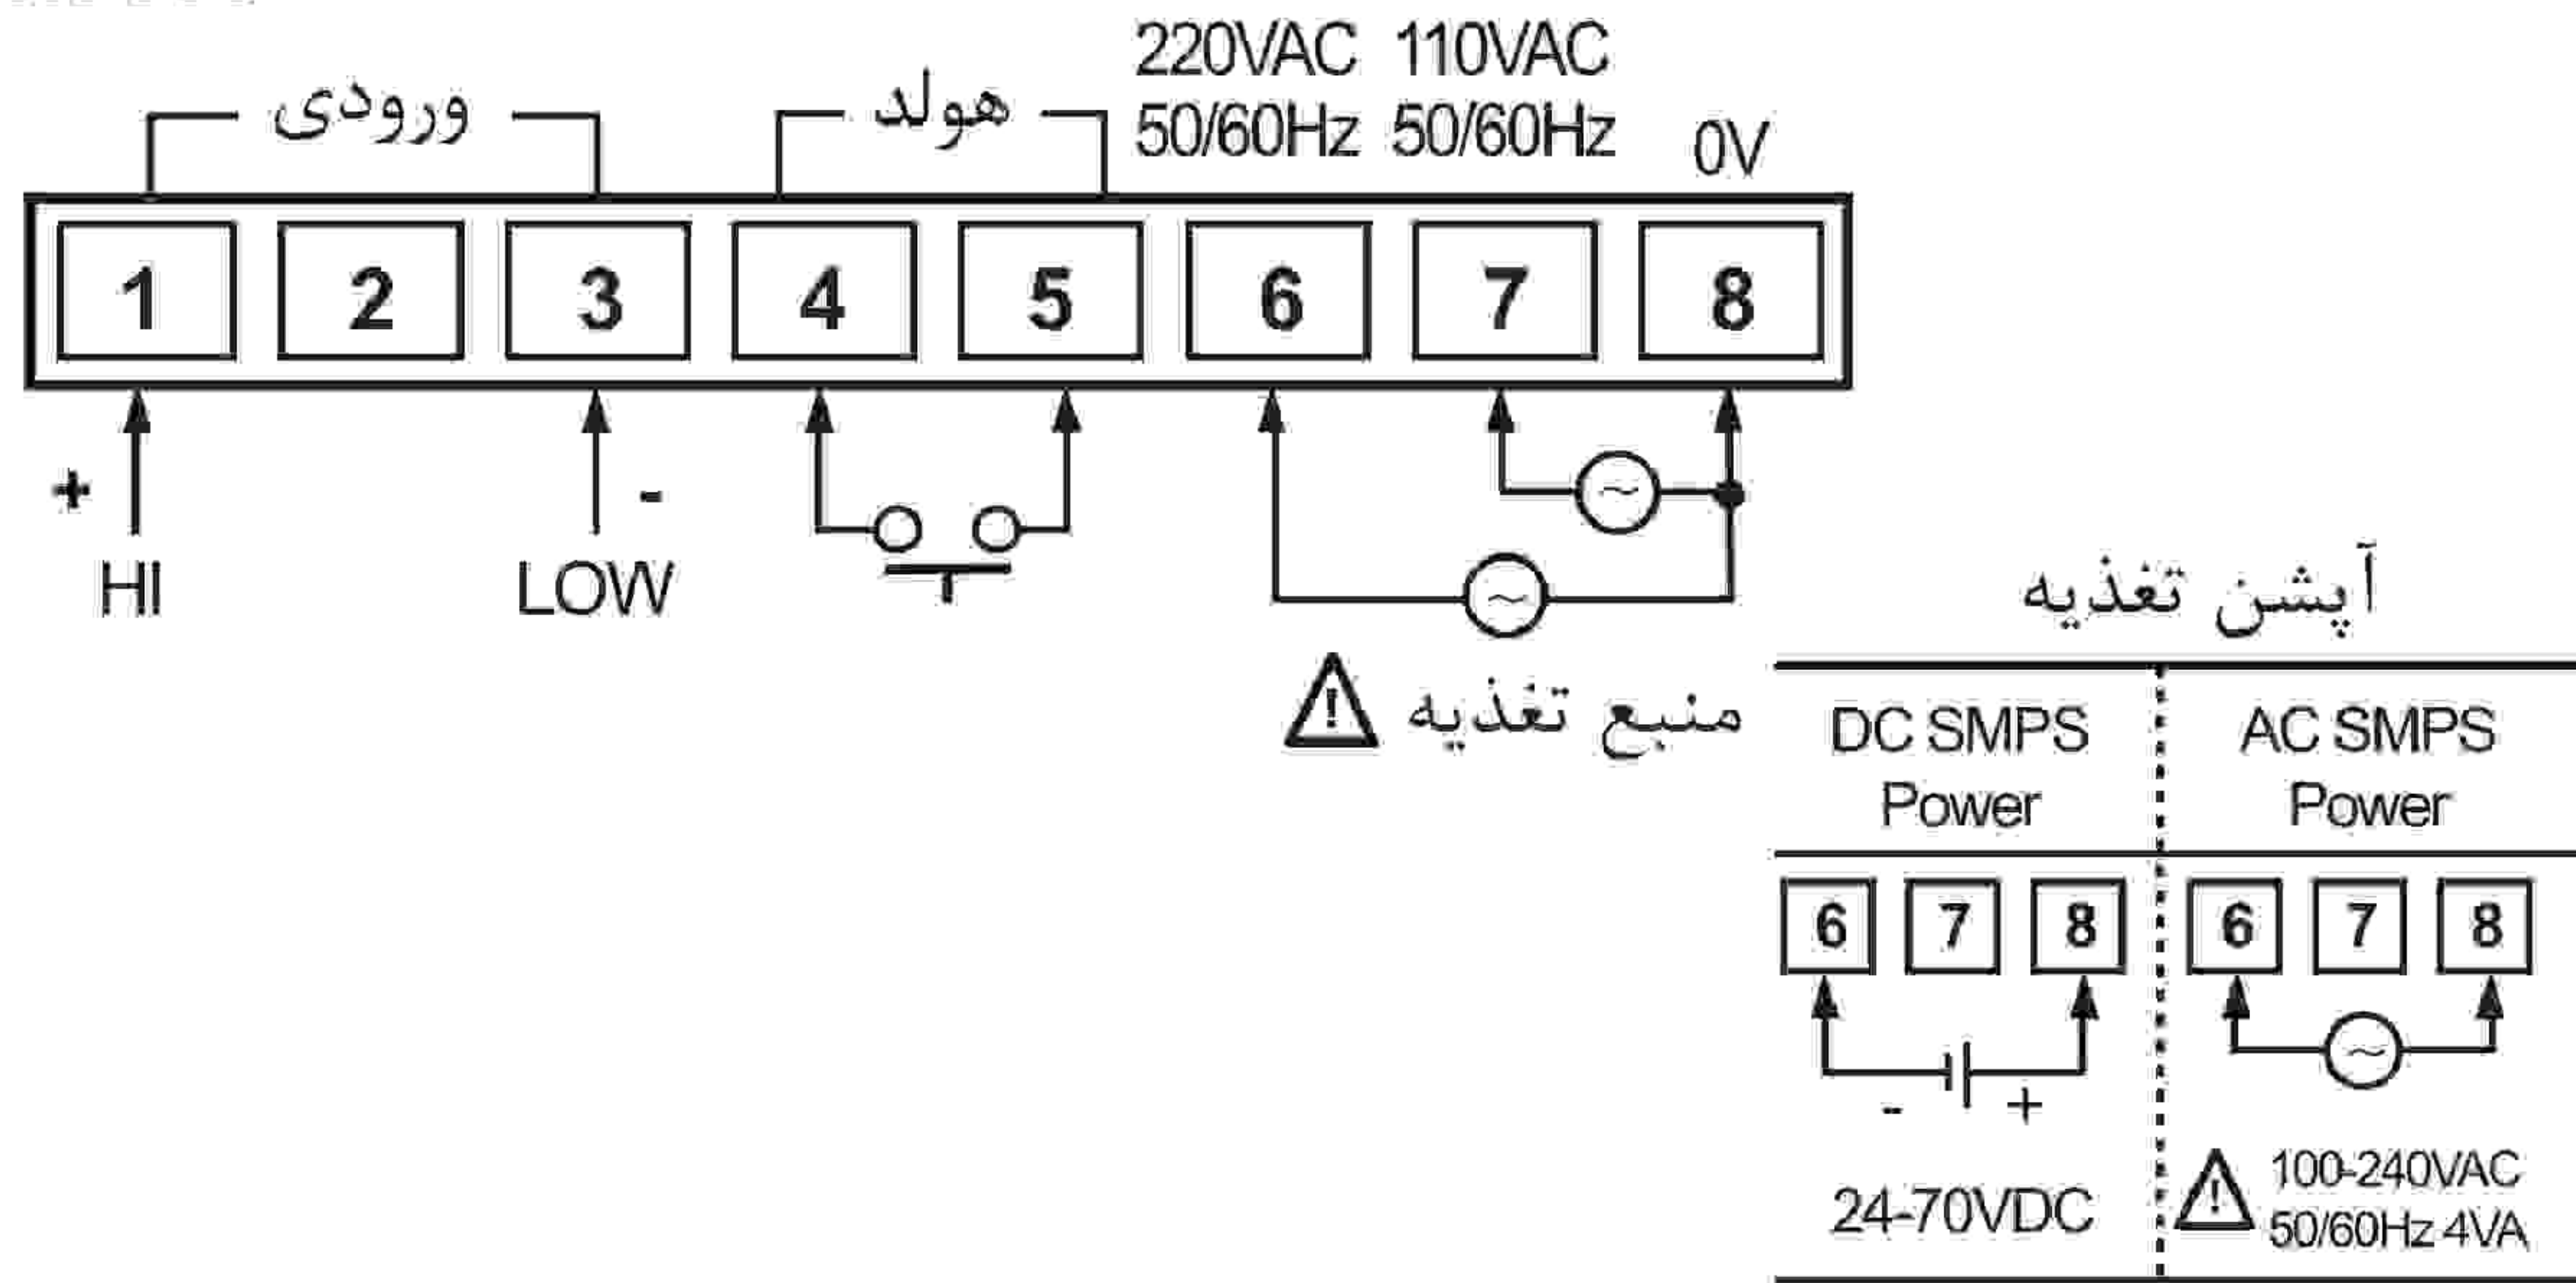 220VAC 110VAC
ورودی هولد 50/60Hz 50/60Hz 0V
1 2 3 4 5 6 7 8
+ -
HI LOW
آپشن تغذیه
منبع تغذیه
DC SMPS Power
AC SMPS Power
6 7 8
6 7 8
- +
24-70VDC
100-240VAC
50/60Hz 4VA